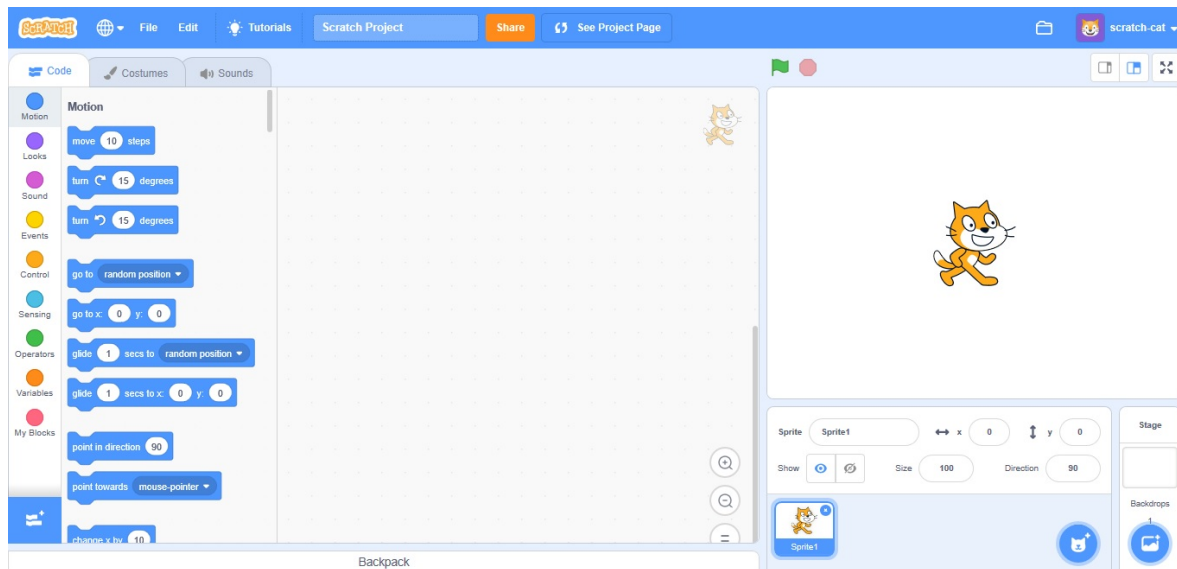 SCRATCH File Edit Tutorials Scratch Project Share See Project Page scratch-cat
Code Costumes Sounds
Motion
Looks
Sound
Events
Control
Sensing
Operators
Variables
My Blocks
Motion
move 10 steps
turn 15 degrees
turn 15 degrees
go to random position
go to x: 0 y: 0
glide 1 secs to random position
glide 1 secs to x: 0 y: 0
point in direction 90
point towards mouse-pointer
change x by 10
Backpack
Sprite Sprite1 x 0 y 0
Show Size 100 Direction 90
Sprite1
Stage
Backdrops
1